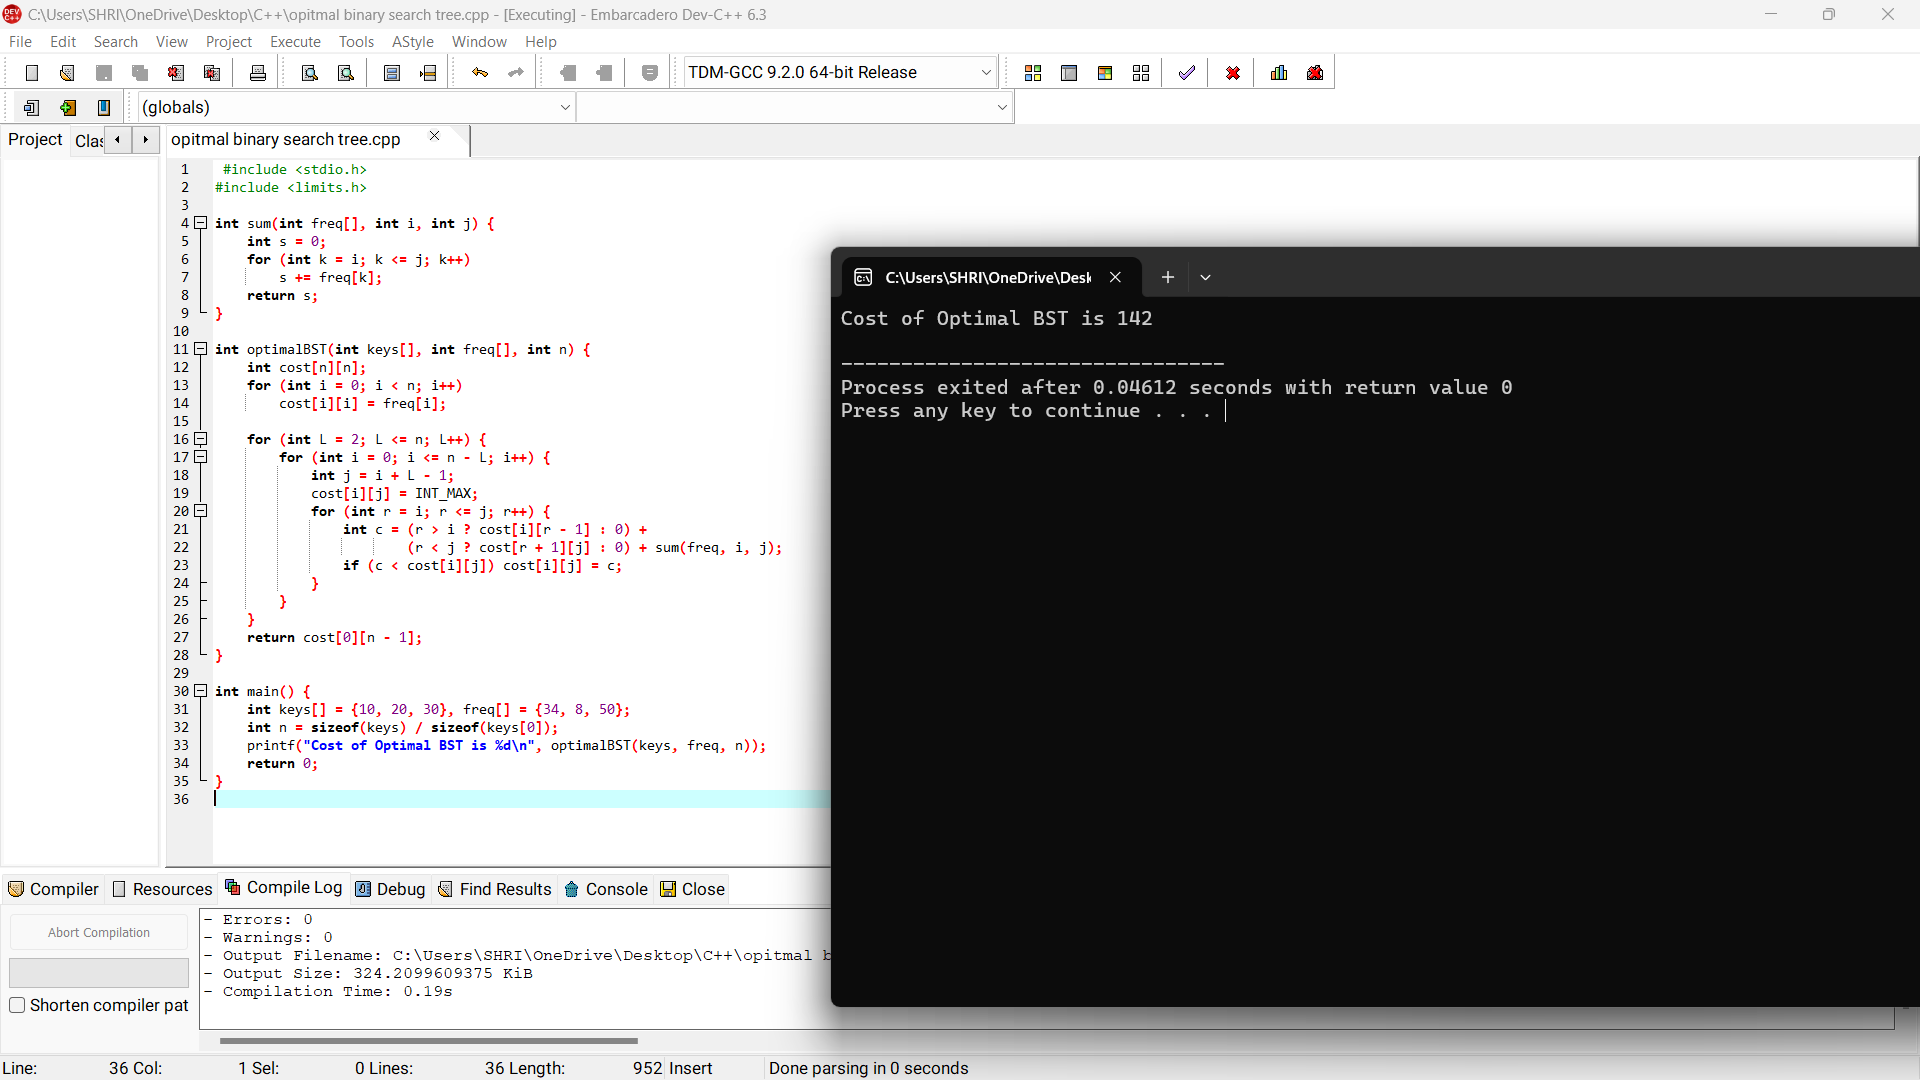 C:\Users\SHRI\OneDrive\Desktop\C++\opitmal binary search tree.cpp - [Executing] - Embarcadero Dev-C++ 6.3
File Edit Search View Project Execute Tools AStyle Window Help
TDM-GCC 9.2.0 64-bit Release
(globals)
Project Clas opitmal binary search tree.cpp
1 #include <stdio.h>
2 #include <limits.h>
3
4 int sum(int freq[], int i, int j) {
5 int s = 0;
6 for (int k = i; k <= j; k++)
7 s += freq[k];
8 return s;
9 }
10
11 int optimalBST(int keys[], int freq[], int n) {
12 int cost[n][n];
13 for (int i = 0; i < n; i++)
14 cost[i][i] = freq[i];
15
16 for (int L = 2; L <= n; L++) {
17 for (int i = 0; i <= n - L; i++) {
18 int j = i + L - 1;
19 cost[i][j] = INT_MAX;
20 for (int r = i; r <= j; r++) {
21 int c = (r > i ? cost[i][r - 1] : 0) +
22 (r < j ? cost[r + 1][j] : 0) + sum(freq, i, j);
23 if (c < cost[i][j]) cost[i][j] = c;
24 }
25 }
26 }
27 return cost[0][n - 1];
28 }
29
30 int main() {
31 int keys[] = {10, 20, 30}, freq[] = {34, 8, 50};
32 int n = sizeof(keys) / sizeof(keys[0]);
33 printf("Cost of Optimal BST is %d\n", optimalBST(keys, freq, n));
34 return 0;
35 }
36
C:\Users\SHRI\OneDrive\Desk
Cost of Optimal BST is 142
--------------------------------
Process exited after 0.04612 seconds with return value 0
Press any key to continue . . .
Compiler Resources Compile Log Debug Find Results Console Close
Abort Compilation
Shorten compiler pat
- Errors: 0
- Warnings: 0
- Output Filename: C:\Users\SHRI\OneDrive\Desktop\C++\opitmal b
- Output Size: 324.2099609375 KiB
- Compilation Time: 0.19s
Line: 36 Col: 1 Sel: 0 Lines: 36 Length: 952 Insert Done parsing in 0 seconds